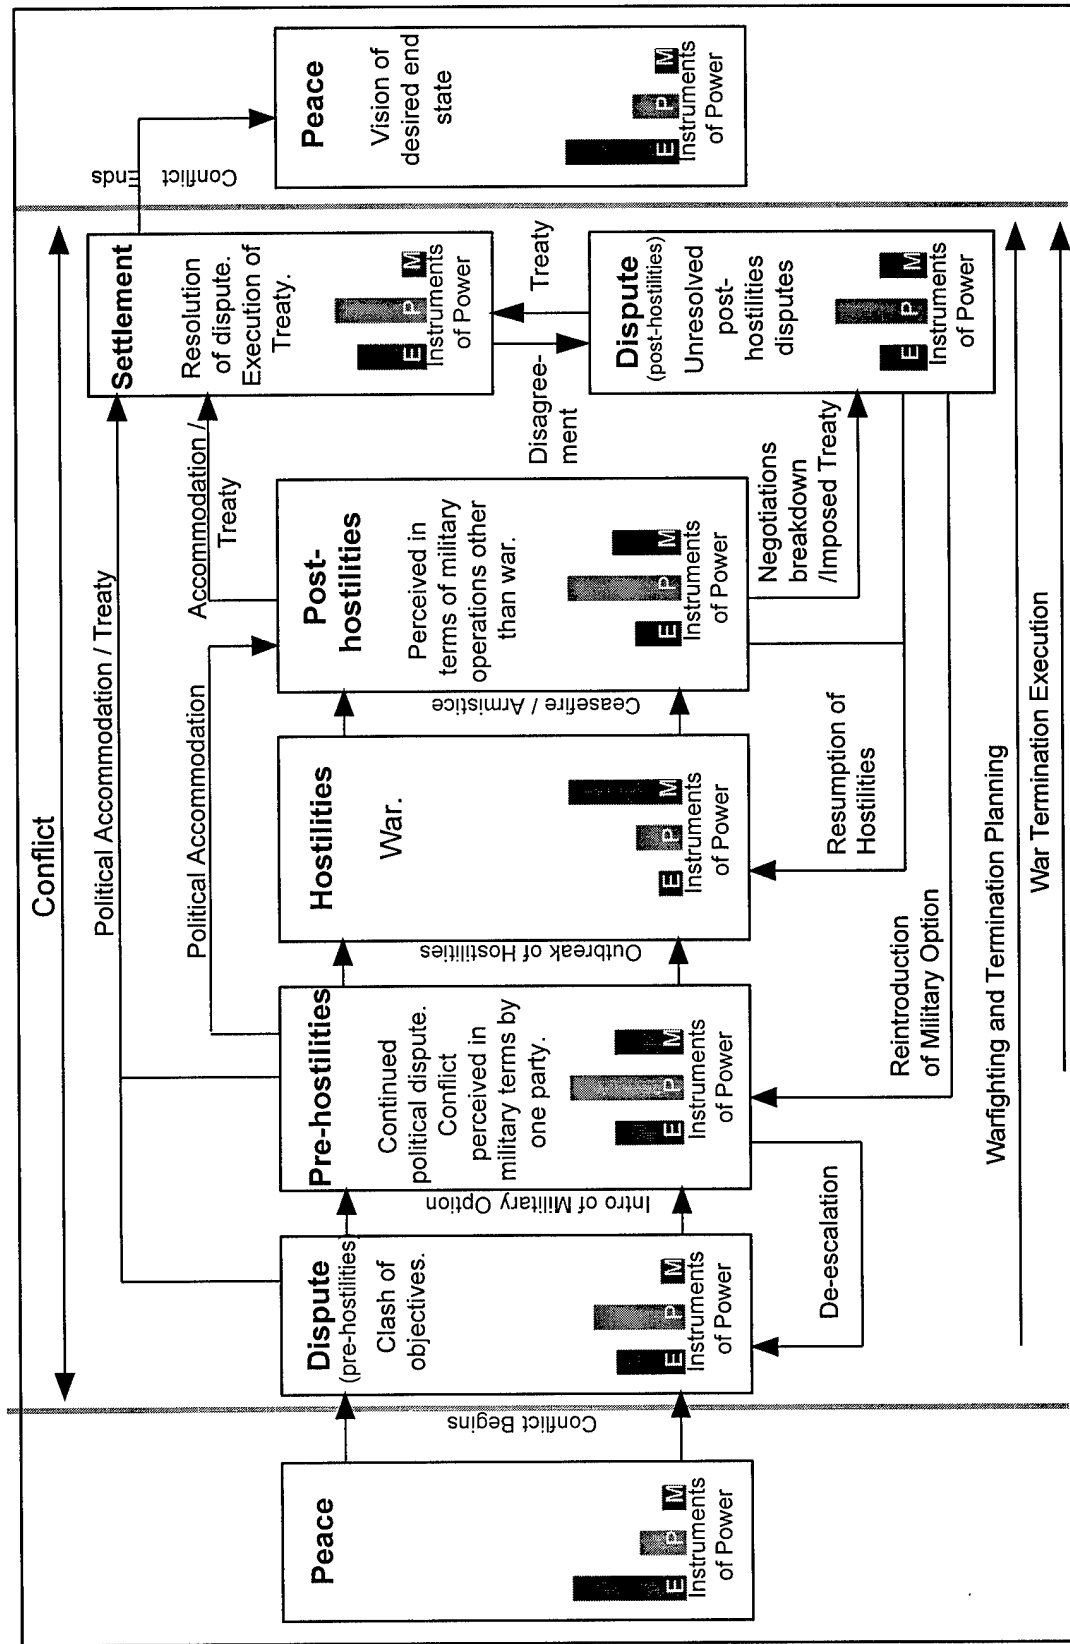 Conflict
Political Accommodation / Treaty
Political Accommodation
Accommodation /
Treaty
Peace
E
P
M
Instruments
of Power
Conflict Begins
Dispute
(pre-hostilities)
Clash of
objectives.
E
P
M
Instruments
of Power
Intro of Military Option
Pre-hostilities
Continued
political dispute.
Conflict
perceived in
military terms by
one party.
E
P
M
Instruments
of Power
Outbreak of Hostilities
Hostilities
War.
E
P
M
Instruments
of Power
Ceasefire / Armistice
Post-
hostilities
Perceived in
terms of military
operations other
than war.
E
P
M
Instruments
of Power
Settlement
Resolution
of dispute.
Execution of
Treaty.
E
P
M
Instruments
of Power
Disagree-
ment
Treaty
Dispute
(post-hostilities)
Unresolved
post-
hostilities
disputes
E
P
M
Instruments
of Power
Conflict
Ends
Peace
Vision of
desired end
state
E
P
M
Instruments
of Power
Negotiations
breakdown
/Imposed Treaty
Resumption of
Hostilities
Reintroduction
of Military Option
De-escalation
Warfighting and Termination Planning
War Termination Execution